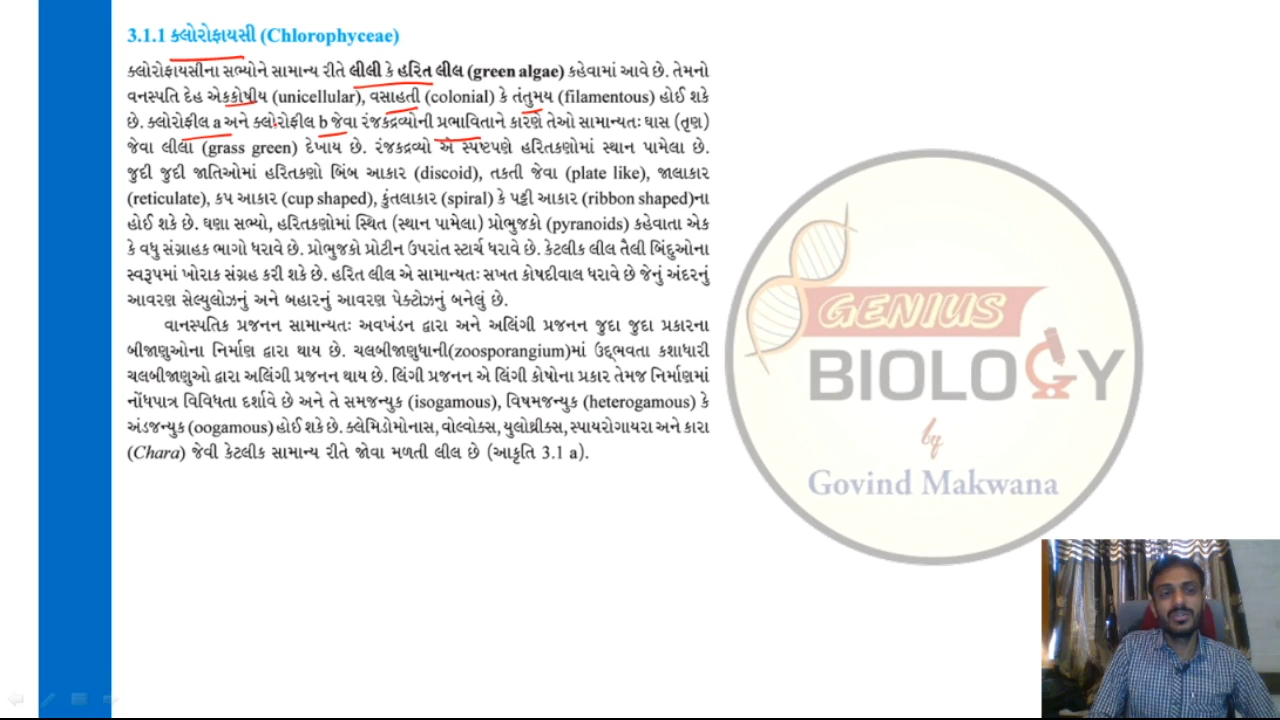 3.1.1 ક્લોરોફાયસી (Chlorophyceae)
ક્લોરોફાયસીના સભ્યોને સામાન્ય રીતે લીલી કે હરિત લીલ (green algae) કહેવામાં આવે છે. તેમનો
વનસ્પતિ દેહ એકકોષીય (unicellular), વસાહતી (colonial) કે તંતુમય (filamentous) હોઈ શકે
છે. ક્લોરોફીલ a અને ક્લોરોફીલ b જેવા રંજકદ્રવ્યોની પ્રભાવિતાને કારણે તેઓ સામાન્યતઃ ઘાસ (તૃણ)
જેવા લીલા (grass green) દેખાય છે. રંજકદ્રવ્યો એ સ્પષ્ટપણે હરિતકણોમાં સ્થાન પામેલા છે.
જુદી જુદી જાતિઓમાં હરિતકણો બિંબ આકાર (discoid), તકતી જેવા (plate like), જાલાકાર
(reticulate), કપ આકાર (cup shaped), કુંતલાકાર (spiral) કે પટ્ટી આકાર (ribbon shaped)ના
હોઈ શકે છે. ઘણા સભ્યો, હરિતકણોમાં સ્થિત (સ્થાન પામેલા) પ્રોભુજકો (pyranoids) કહેવાતા એક
કે વધુ સંગ્રાહક ભાગો ધરાવે છે. પ્રોભુજકો પ્રોટીન ઉપરાંત સ્ટાર્ચ ધરાવે છે. કેટલીક લીલ તૈલી બિંદુઓના
સ્વરૂપમાં ખોરાક સંગ્રહ કરી શકે છે. હરિત લીલ એ સામાન્યતઃ સખત કોષદીવાલ ધરાવે છે જેનું અંદરનું
આવરણ સેલ્યુલોઝનું અને બહારનું આવરણ પેક્ટોઝનું બનેલું છે.
વાનસ્પતિક પ્રજનન સામાન્યતઃ અવખંડન દ્વારા અને અલિંગી પ્રજનન જુદા જુદા પ્રકારના
બીજાણુઓના નિર્માણ દ્વારા થાય છે. ચલબીજાણુધાની(zoosporangium)માં ઉદ્ભવતા કશાધારી
ચલબીજાણુઓ દ્વારા અલિંગી પ્રજનન થાય છે. લિંગી પ્રજનન એ લિંગી કોષોના પ્રકાર તેમજ નિર્માણમાં
નોંધપાત્ર વિવિધતા દર્શાવે છે અને તે સમજન્યુક (isogamous), વિષમજન્યુક (heterogamous) કે
અંડજન્યુક (oogamous) હોઈ શકે છે. ક્લેમિડોમોનાસ, વોલ્વોક્સ, યુલોથ્રીક્સ, સ્પાયરોગાયરા અને કારા
(Chara) જેવી કેટલીક સામાન્ય રીતે જોવા મળતી લીલ છે (આકૃતિ 3.1 a).
GENIUS
BIOLOGY
by
Govind Makwana